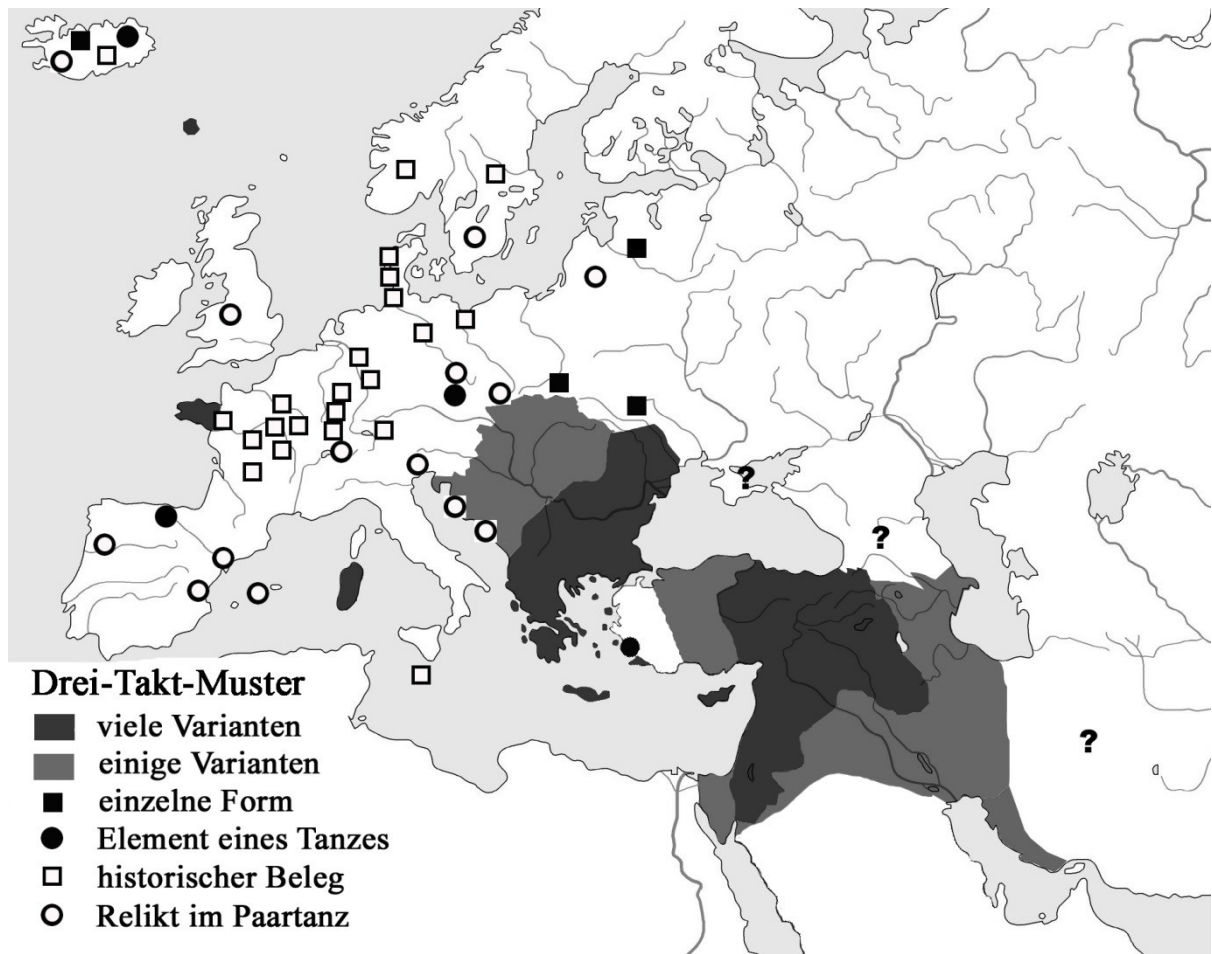 ?
?
?
Drei-Takt-Muster
viele Varianten
einige Varianten
einzelne Form
Element eines Tanzes
historischer Beleg
Relikt im Paartanz